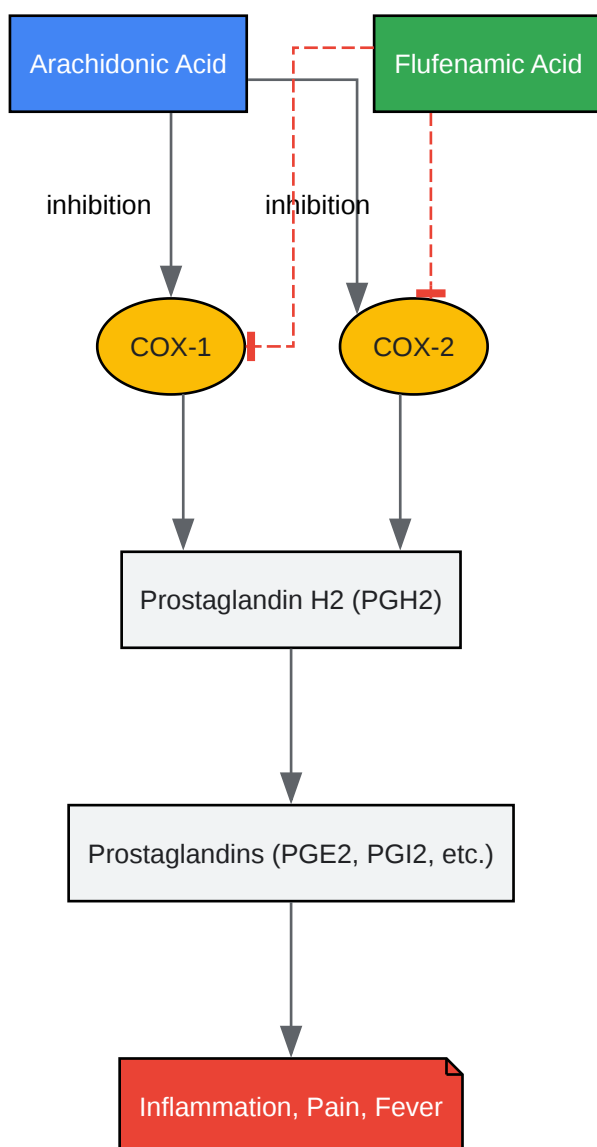 Arachidonic Acid
Flufenamic Acid
inhibition
inhibition
COX-1
COX-2
Prostaglandin H2 (PGH2)
Prostaglandins (PGE2, PGI2, etc.)
Inflammation, Pain, Fever